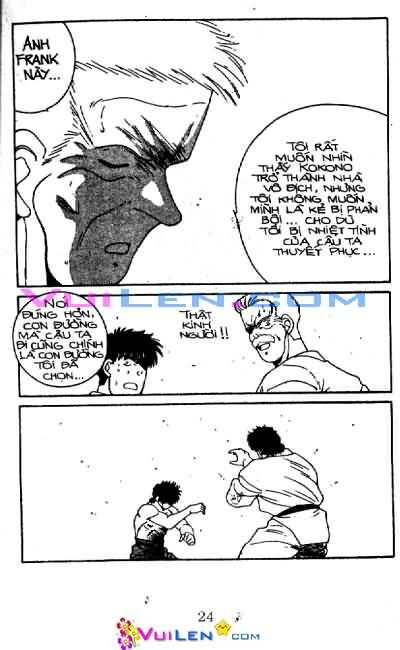 ANH
FRANK
NÀY...
TÔI RẤT
MUỐN NHÌN
THẤY KOKONO
TRỞ THÀNH NHÀ
VÔ ĐỊCH, NHƯNG
TÔI KHÔNG MUỐN
MÌNH LÀ KẺ BỊ PHẢN
BỘI... CHO DÙ
TÔI BỊ NHIỆT TÌNH
CỦA CẬU TA
THUYẾT PHỤC...
VUILEN.COM
NÓI
ĐÚNG HƠN,
CON ĐƯỜNG
MÀ CẬU TA
ĐI CŨNG CHÍNH
LÀ CON ĐƯỜNG
TÔI ĐÃ
CHỌN...
THẬT
KINH
NGƯỜI!!
24
VUILEN.COM